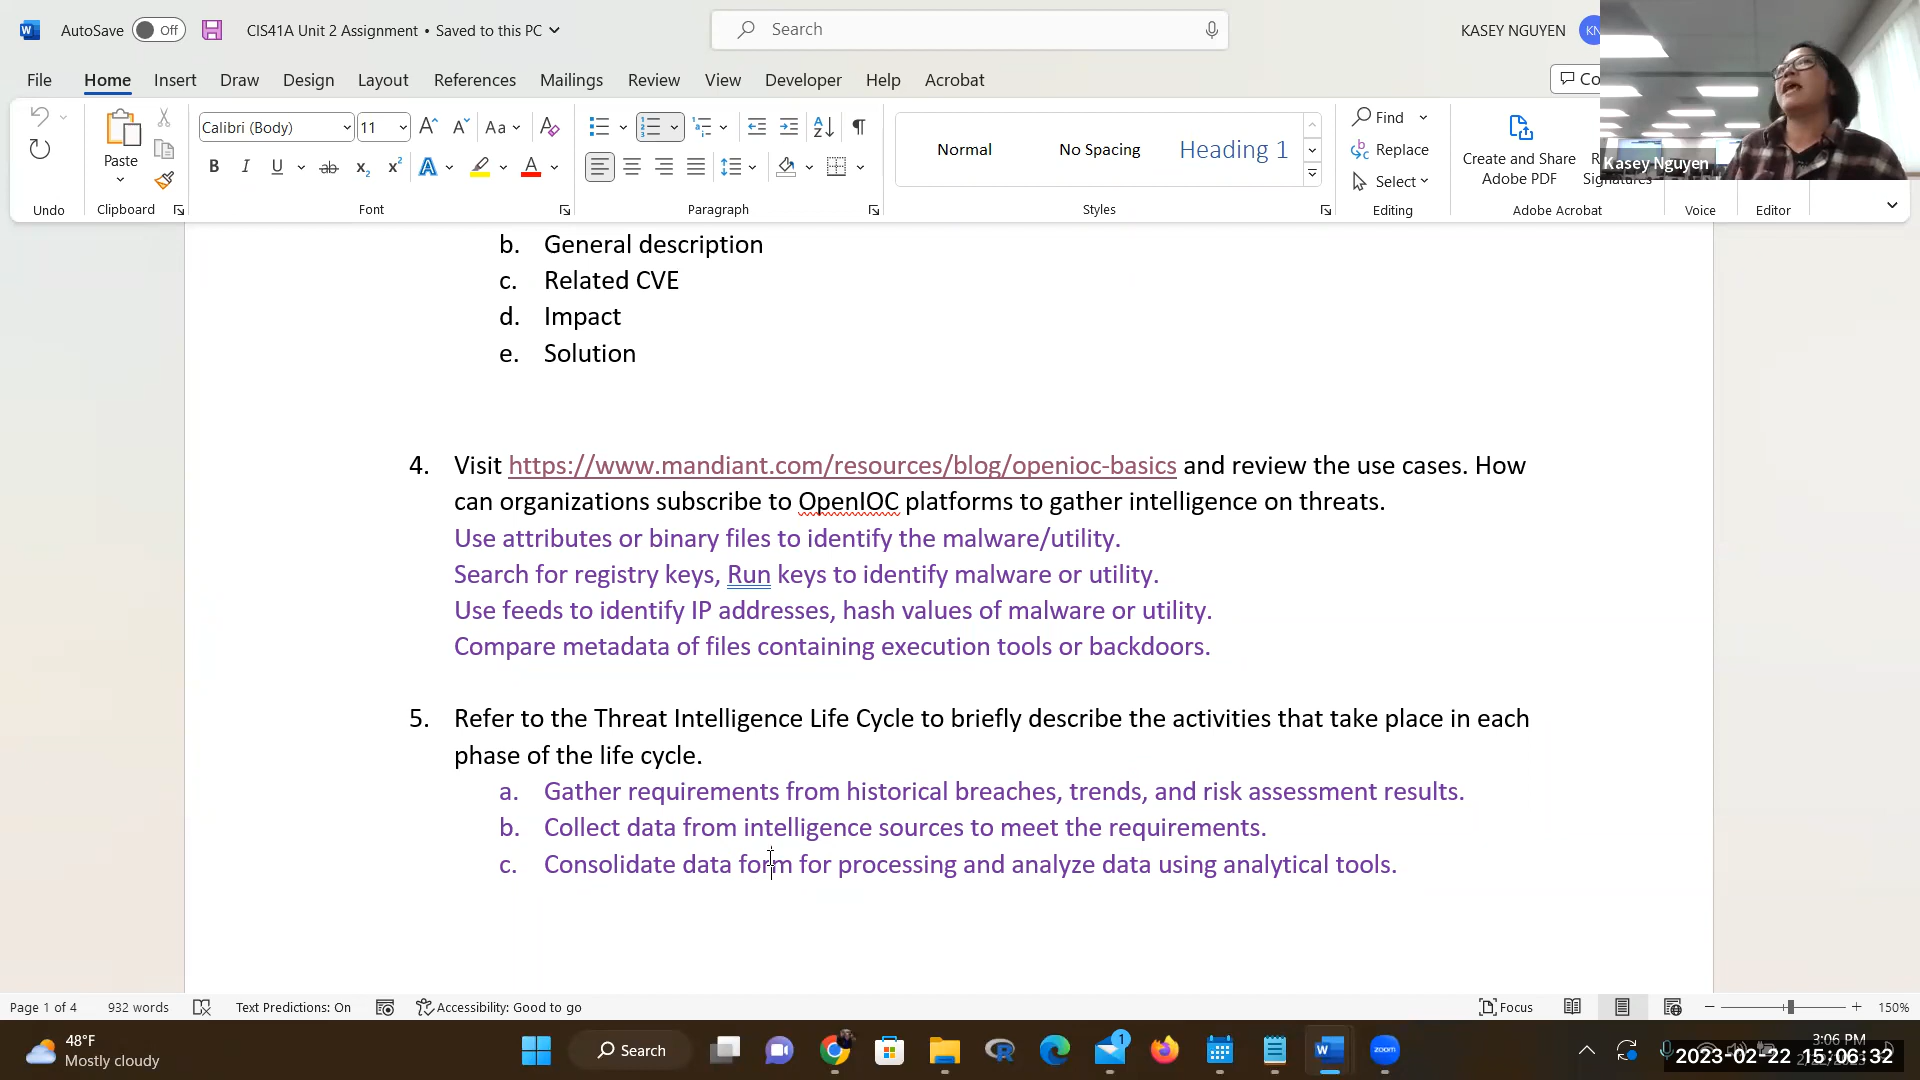 AutoSave Off CIS41A Unit 2 Assignment • Saved to this PC Search KASEY NGUYEN KN
File Home Insert Draw Design Layout References Mailings Review View Developer Help Acrobat Co
Calibri (Body) 11 Aa
Paste
B I U ab x₂ x² A A
Normal No Spacing Heading 1
Find
Replace
Select
Create and Share
Adobe PDF
Kasey Nguyen
Signatures
Undo Clipboard Font Paragraph Styles Editing Adobe Acrobat Voice Editor
b. General description
c. Related CVE
d. Impact
e. Solution
4. Visit https://www.mandiant.com/resources/blog/openioc-basics and review the use cases. How
can organizations subscribe to OpenIOC platforms to gather intelligence on threats.
Use attributes or binary files to identify the malware/utility.
Search for registry keys, Run keys to identify malware or utility.
Use feeds to identify IP addresses, hash values of malware or utility.
Compare metadata of files containing execution tools or backdoors.
5. Refer to the Threat Intelligence Life Cycle to briefly describe the activities that take place in each
phase of the life cycle.
a. Gather requirements from historical breaches, trends, and risk assessment results.
b. Collect data from intelligence sources to meet the requirements.
c. Consolidate data form for processing and analyze data using analytical tools.
Page 1 of 4 932 words Text Predictions: On Accessibility: Good to go Focus 150%
48°F
Mostly cloudy
Search
1
zoom
3:06 PM
2023-02-22 15:06:32